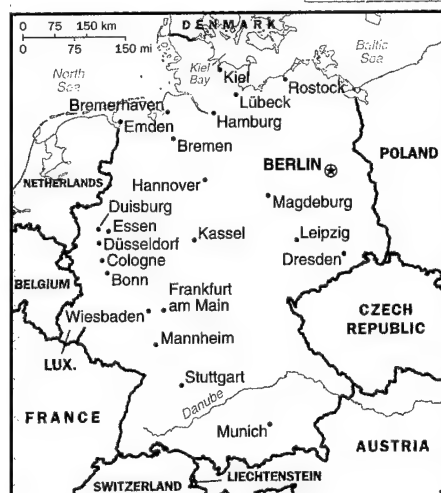 0 75 150 km
0 75 150 mi
DENMARK
North
Sea
Baltic
Sea
Kiel
Bay
Kiel
Rostock
Lübeck
Bremerhaven
Hamburg
Emden
Bremen
BERLIN
POLAND
NETHERLANDS
Hannover
Magdeburg
Duisburg
Essen
Düsseldorf
Kassel
Leipzig
Cologne
Dresden
BELGIUM
Bonn
Frankfurt
am Main
Wiesbaden
CZECH
REPUBLIC
Mannheim
LUX.
Stuttgart
FRANCE
Danube
Munich
AUSTRIA
SWITZERLAND
LIECHTENSTEIN